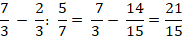 7/3 − 2/3 : 5/7 = 7/3 − 14/15 = 21/15